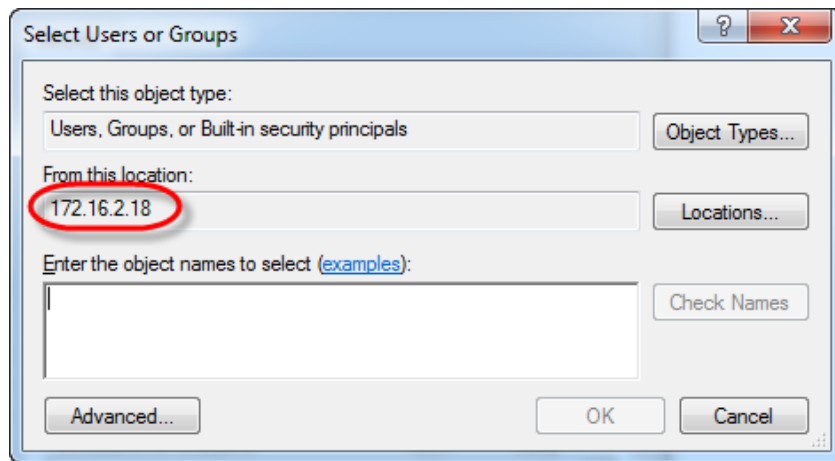 Select Users or Groups
Select this object type:
Users, Groups, or Built-in security principals
Object Types...
From this location:
172.16.2.18
Locations...
Enter the object names to select (examples):
Check Names
Advanced...
OK
Cancel